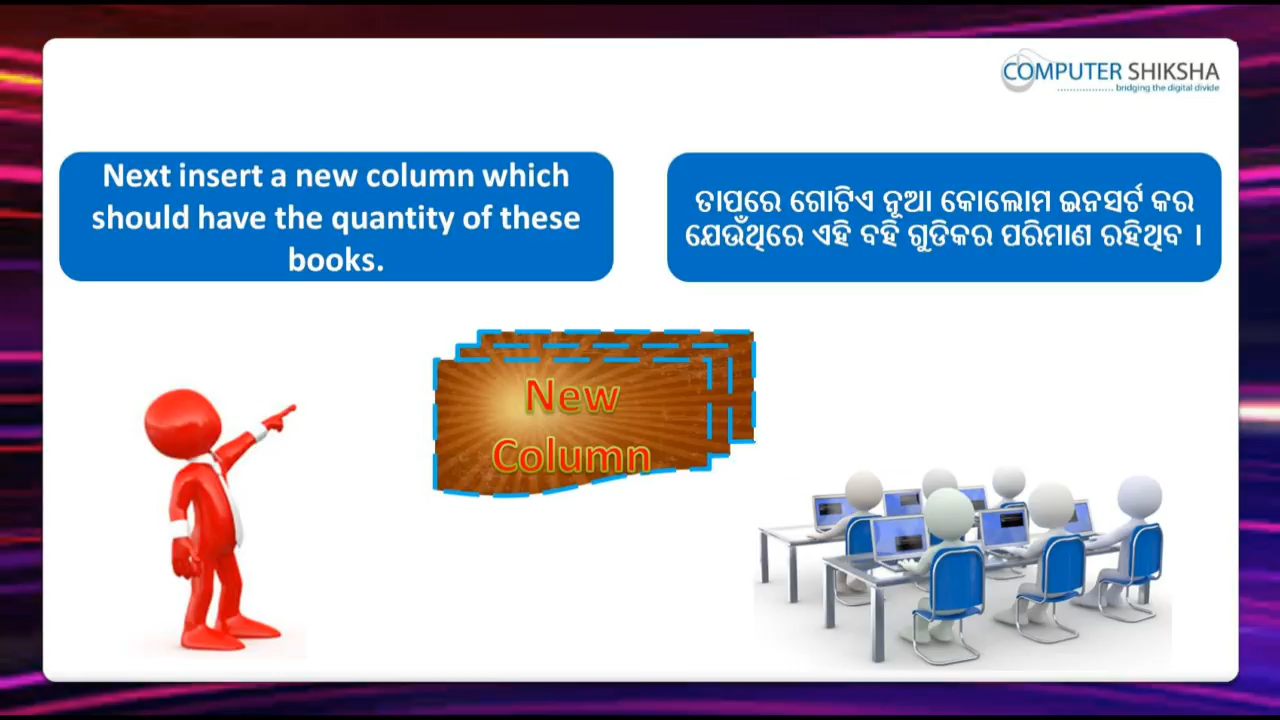 COMPUTER SHIKSHA
bridging the digital divide
Next insert a new column which
should have the quantity of these
books.
ତାପରେ ଗୋଟିଏ ନୂଆ କୋଲୋମ ଇନସର୍ଟ କର
ଯେଉଁଥିରେ ଏହି ବହି ଗୁଡିକର ପରିମାଣ ରହିଥିବ ।
New
Column